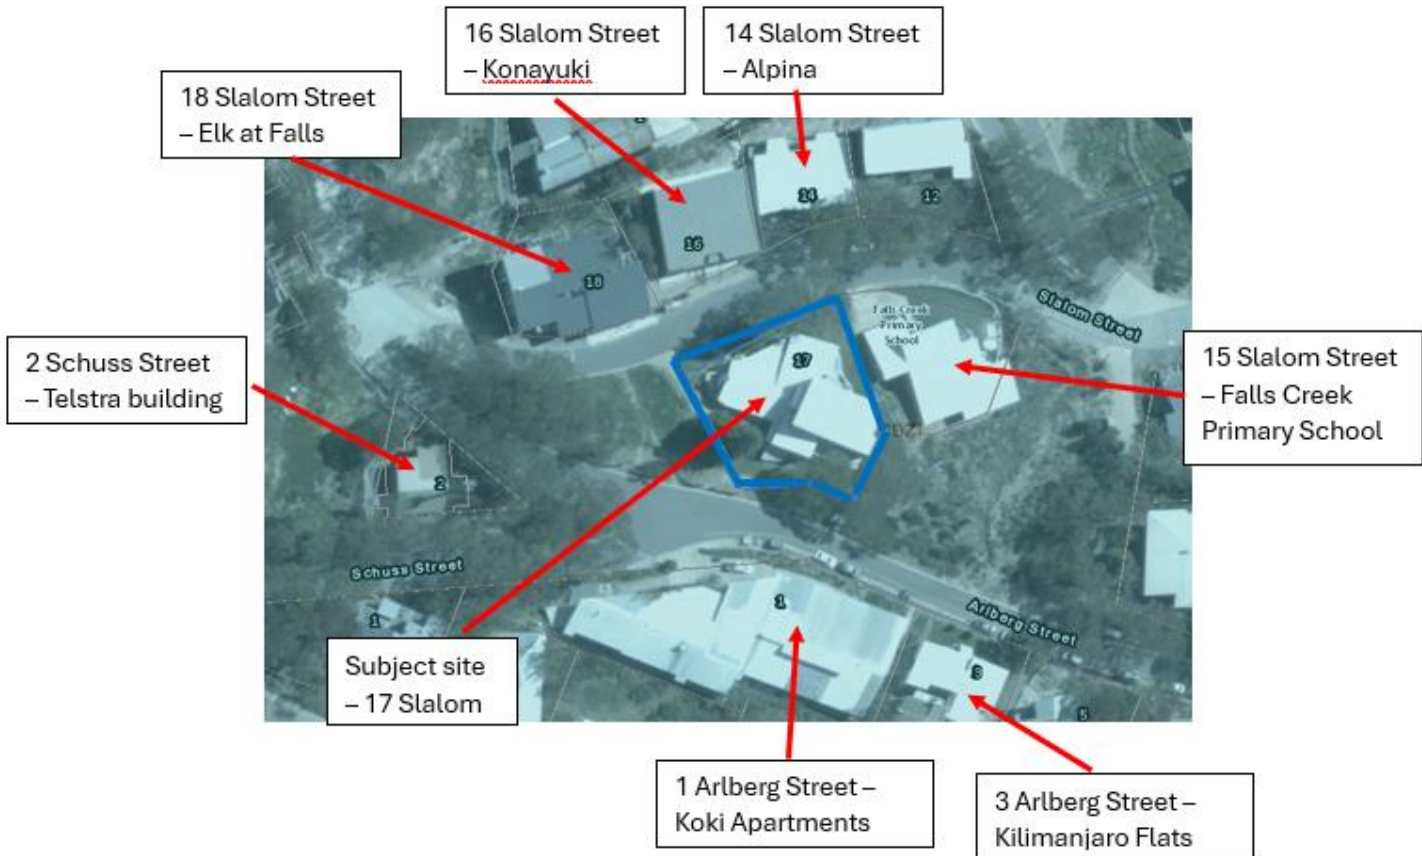 16 Slalom Street
– Konayuki
14 Slalom Street
– Alpina
18 Slalom Street
– Elk at Falls
14
12
16
18
Slalom Street
Falls Creek
Primary
School
2 Schuss Street
– Telstra building
17
15 Slalom Street
– Falls Creek
Primary School
2
Schuss Street
1
1
Arlberg Street
Subject site
– 17 Slalom
3
5
1 Arlberg Street –
Koki Apartments
3 Arlberg Street –
Kilimanjaro Flats